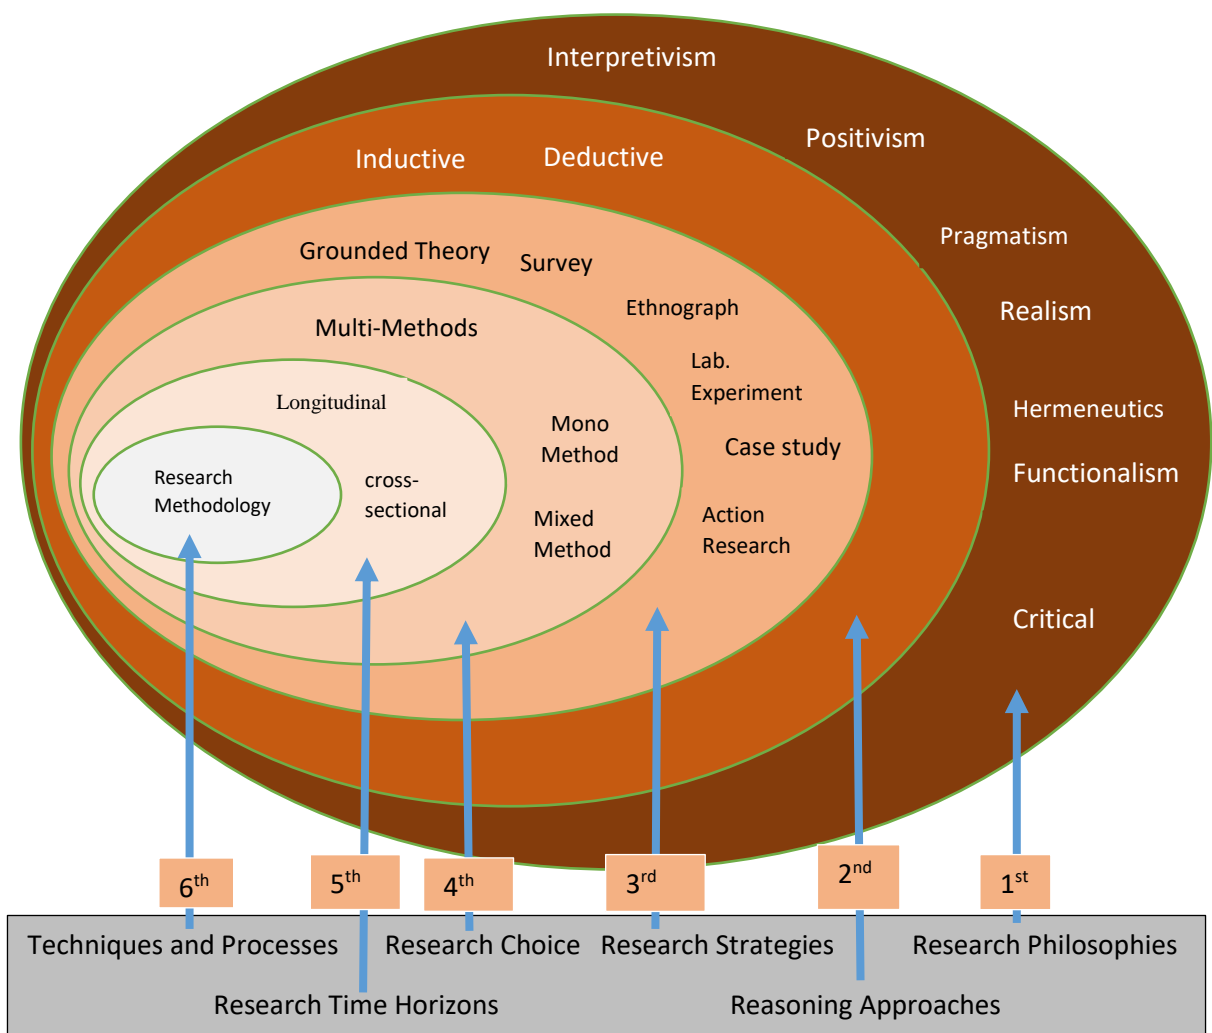 Interpretivism
Positivism
Inductive
Deductive
Pragmatism
Grounded Theory
Survey
Ethnograph
Realism
Multi-Methods
Lab.
Experiment
Longitudinal
Hermeneutics
Mono
Method
Case study
Functionalism
Research
Methodology
cross-
sectional
Mixed
Method
Action
Research
Critical
6th
5th
4th
3rd
2nd
1st
Techniques and Processes
Research Choice
Research Strategies
Research Philosophies
Research Time Horizons
Reasoning Approaches